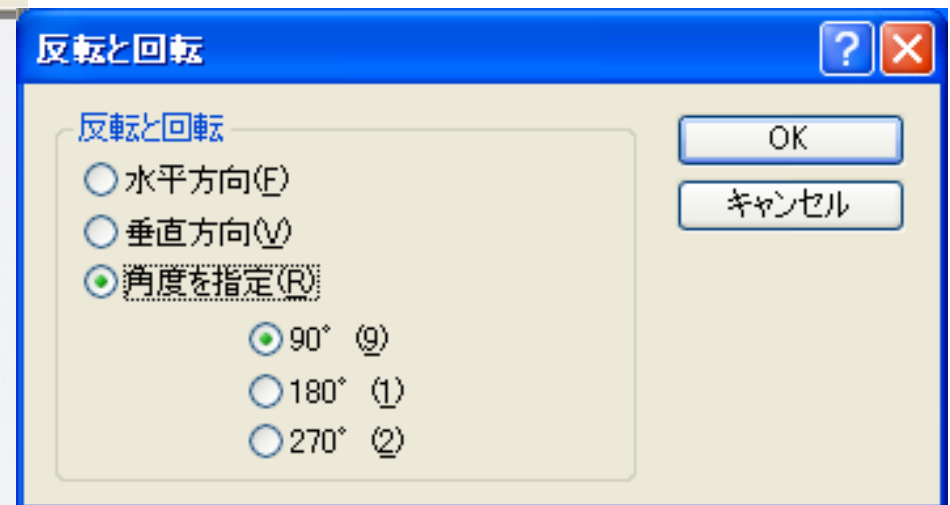 反転と回転
反転と回転
水平方向(F)
垂直方向(V)
角度を指定(R)
90° (9)
180° (1)
270° (2)
OK
キャンセル